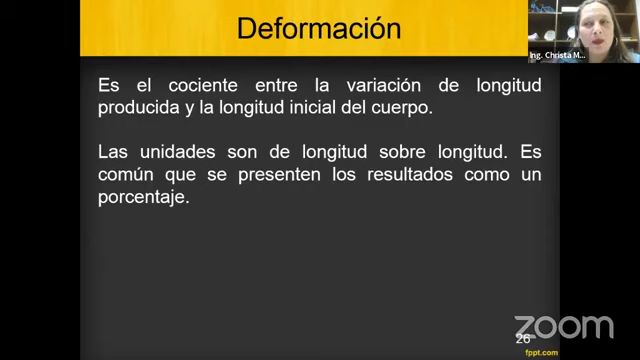 Deformación
Ing. Christa M...
Es el cociente entre la variación de longitud
producida y la longitud inicial del cuerpo.
Las unidades son de longitud sobre longitud. Es
común que se presenten los resultados como un
porcentaje.
26
zoom
fppt.com